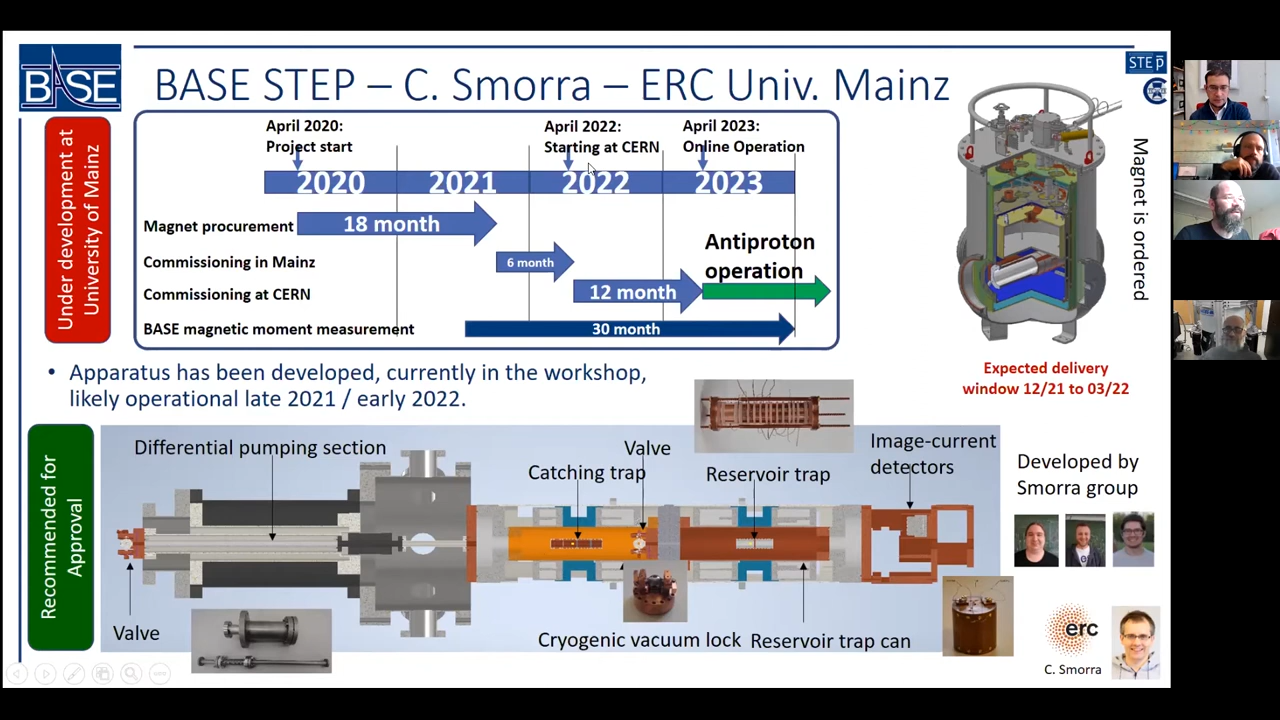 BASE
BASE STEP – C. Smorra – ERC Univ. Mainz
STEP
Under development at
University of Mainz
April 2020:
Project start
April 2022:
Starting at CERN
April 2023:
Online Operation
2020
2021
2022
2023
Magnet procurement
18 month
Commissioning in Mainz
6 month
Antiproton
operation
Commissioning at CERN
12 month
BASE magnetic moment measurement
30 month
Magnet is ordered
Expected delivery
window 12/21 to 03/22
• Apparatus has been developed, currently in the workshop,
likely operational late 2021 / early 2022.
Recommended for
Approval
Differential pumping section
Valve
Catching trap
Reservoir trap
Image-current
detectors
Valve
Cryogenic vacuum lock
Reservoir trap can
Developed by
Smorra group
erc
C. Smorra